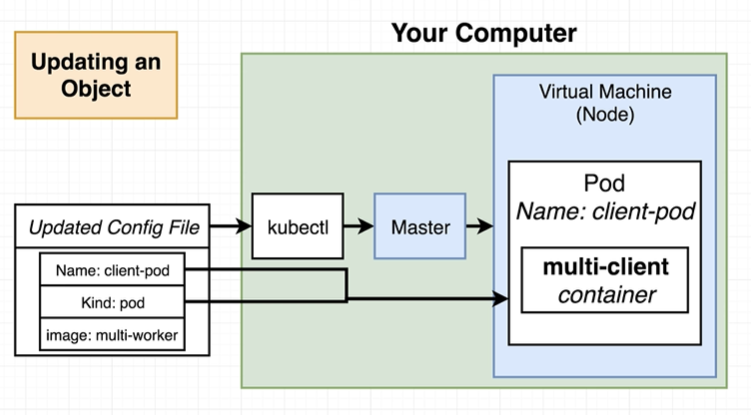 Your Computer
Updating an
Object
Virtual Machine
(Node)
Pod
Name: client-pod
Updated Config File
kubectl
Master
multi-client
container
Name: client-pod
Kind: pod
image: multi-worker